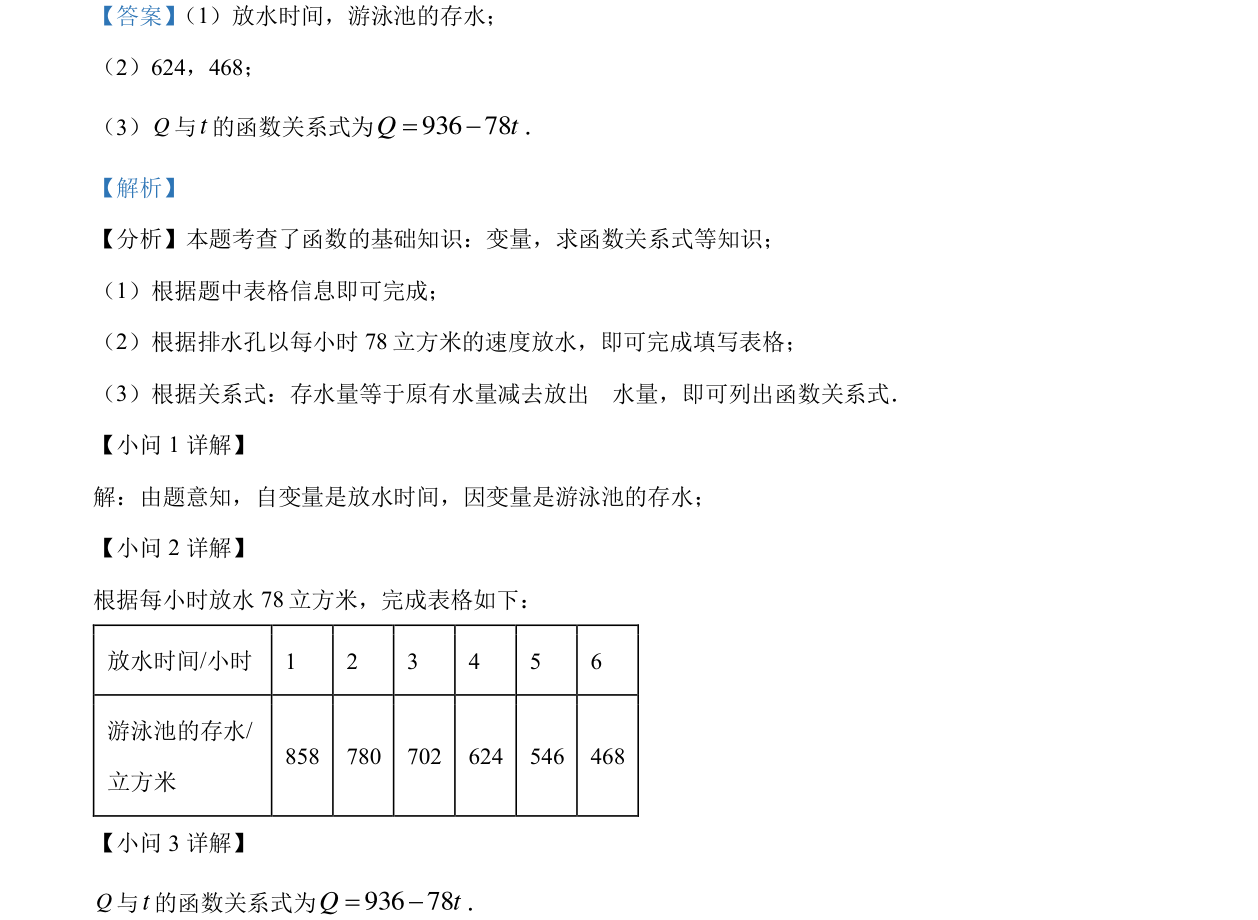 【答案】（1）放水时间，游泳池的存水；
（2）624，468；
（3）Q与t的函数关系式为Q=936−78t．
【解析】
【分析】本题考查了函数的基础知识：变量，求函数关系式等知识；
（1）根据题中表格信息即可完成；
（2）根据排水孔以每小时 78 立方米的速度放水，即可完成填写表格；
（3）根据关系式：存水量等于原有水量减去放出　水量，即可列出函数关系式．
【小问 1 详解】
解：由题意知，自变量是放水时间，因变量是游泳池的存水；
【小问 2 详解】
根据每小时放水 78 立方米，完成表格如下：
放水时间/小时 1 2 3 4 5 6
游泳池的存水/
立方米 858 780 702 624 546 468
【小问 3 详解】
Q与t的函数关系式为Q=936−78t．